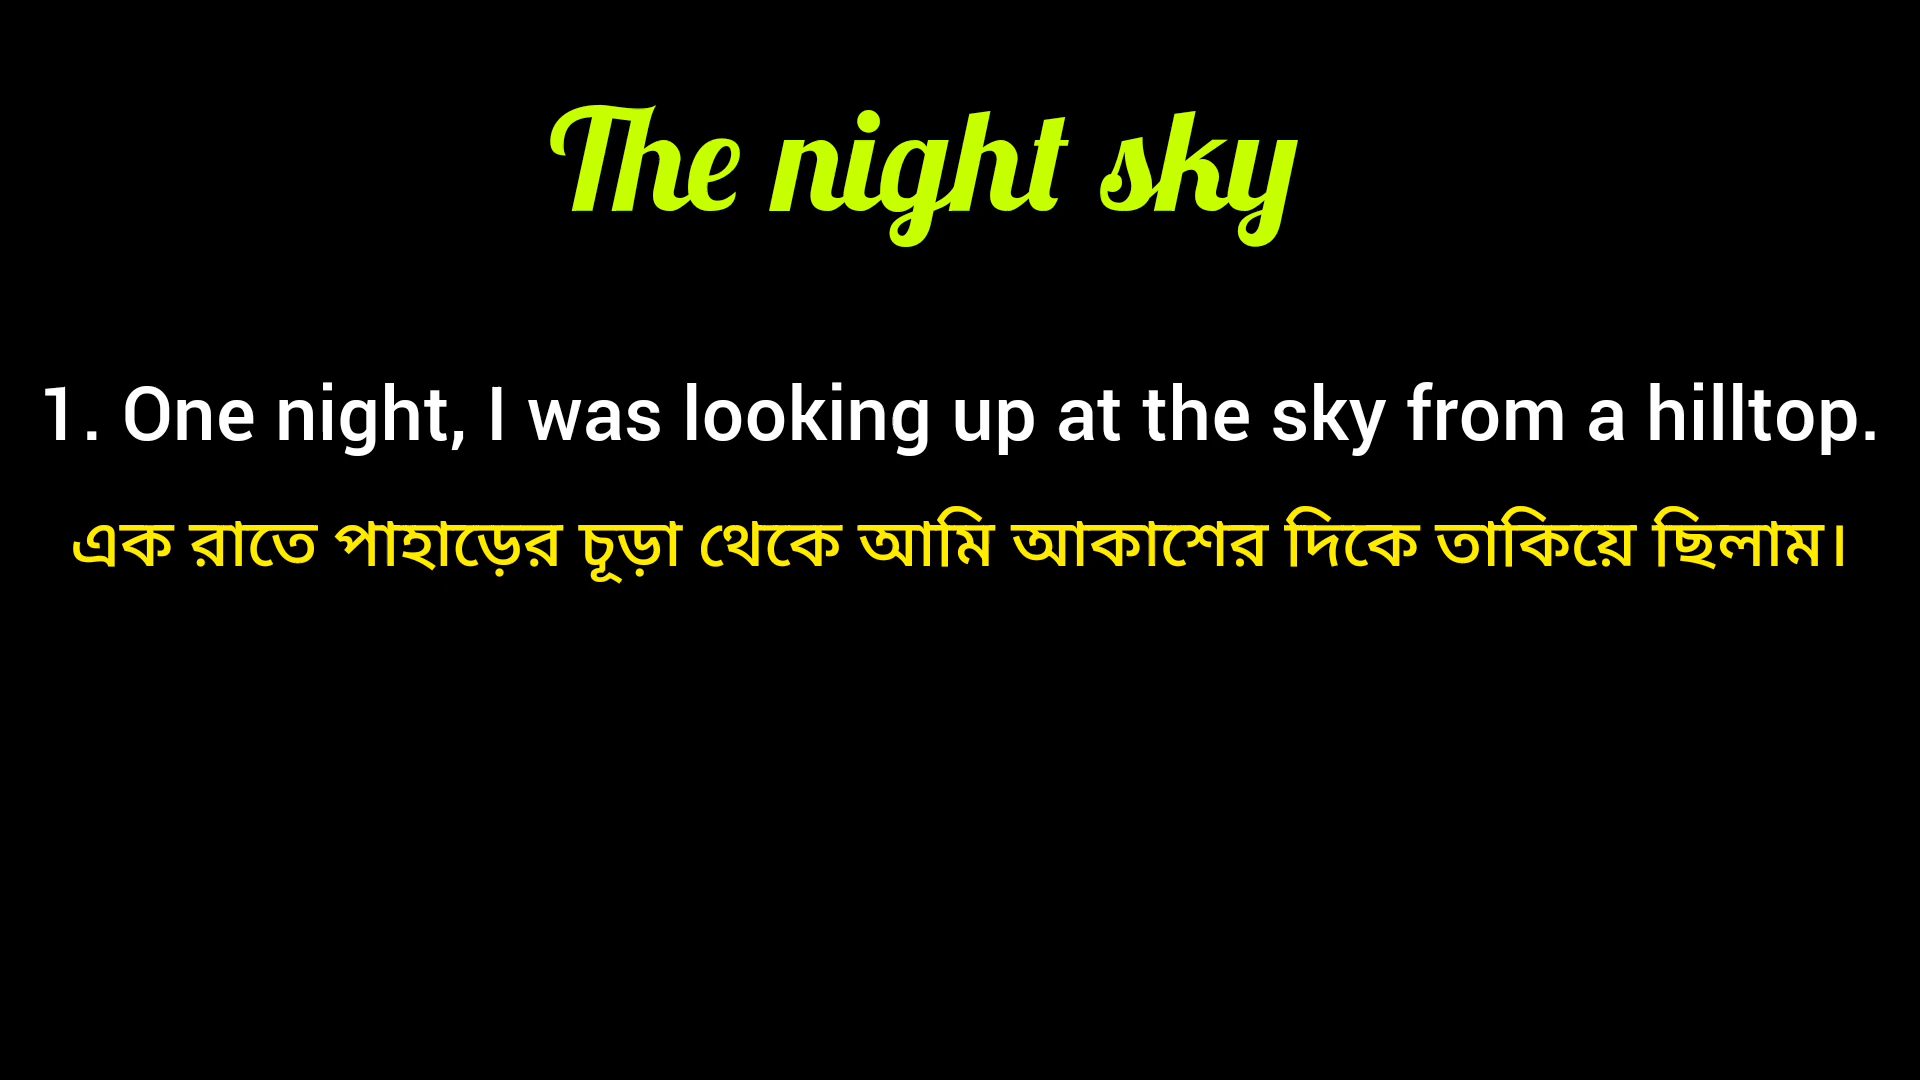 The night sky
1. One night, I was looking up at the sky from a hilltop.
এক রাতে পাহাড়ের চূড়া থেকে আমি আকাশের দিকে তাকিয়ে ছিলাম।